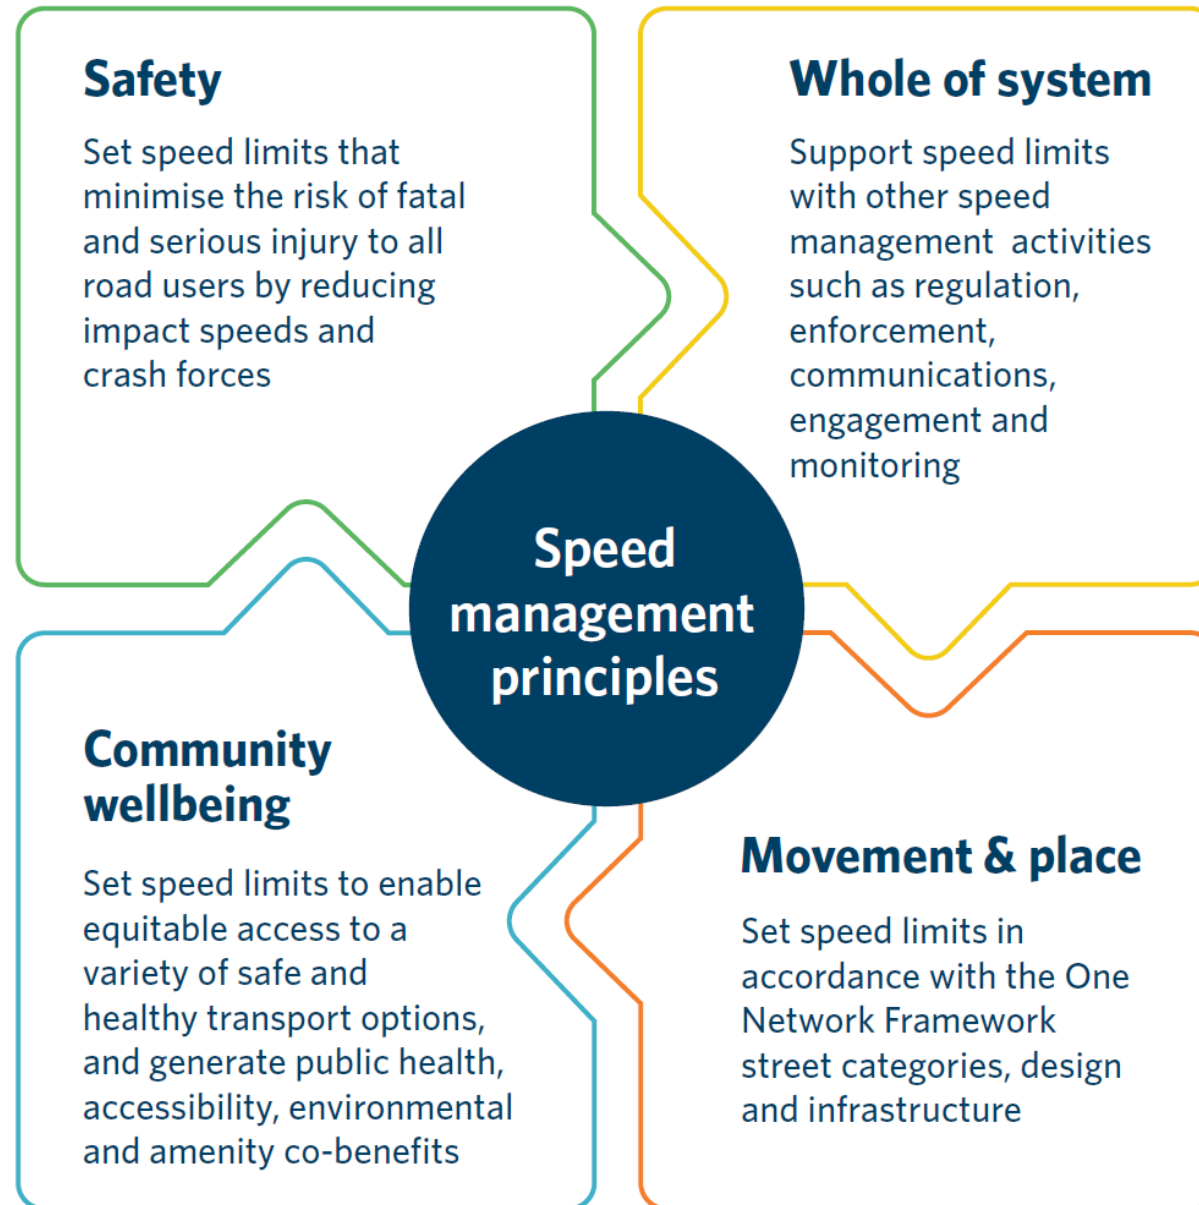 Safety
Set speed limits that
minimise the risk of fatal
and serious injury to all
road users by reducing
impact speeds and
crash forces
Whole of system
Support speed limits
with other speed
management activities
such as regulation,
enforcement,
communications,
engagement and
monitoring
Speed
management
principles
Community
wellbeing
Set speed limits to enable
equitable access to a
variety of safe and
healthy transport options,
and generate public health,
accessibility, environmental
and amenity co-benefits
Movement & place
Set speed limits in
accordance with the One
Network Framework
street categories, design
and infrastructure